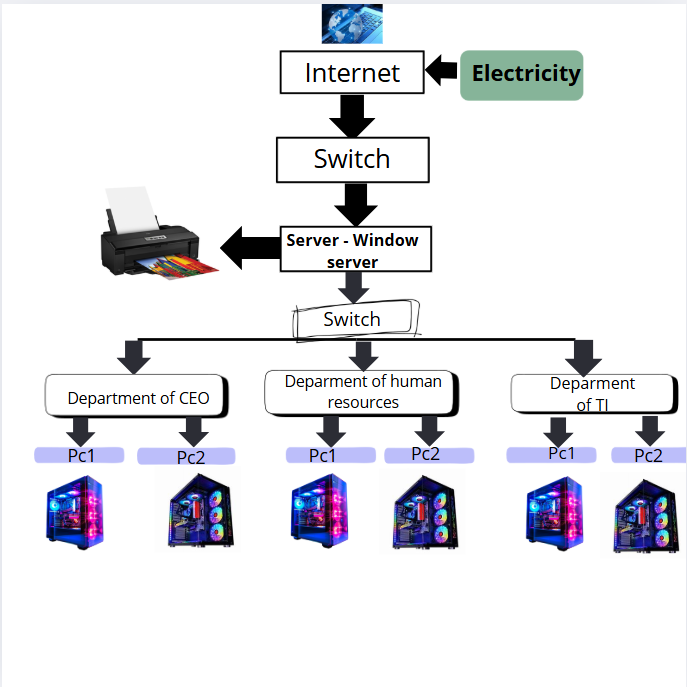 Internet
Electricity
Switch
Server - Window
server
Switch
Department of CEO
Deparment of human
resources
Deparment
of TI
Pc1
Pc2
Pc1
Pc2
Pc1
Pc2